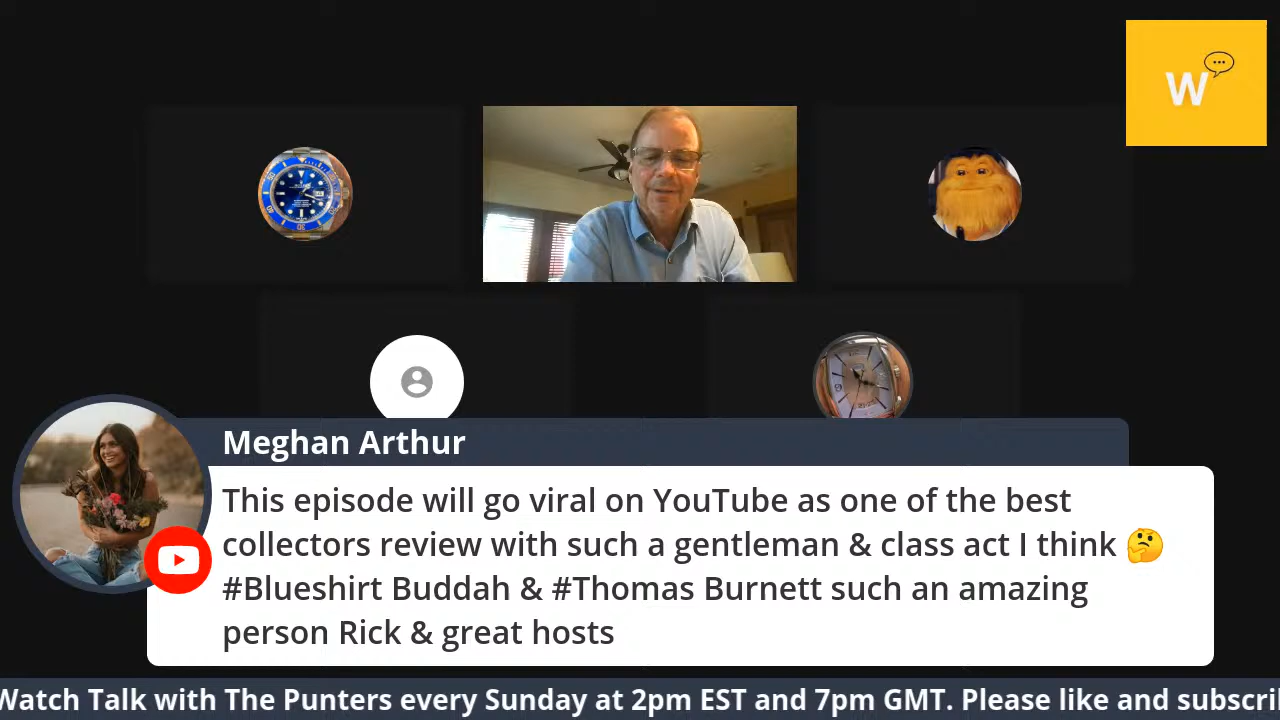 W
Meghan Arthur
This episode will go viral on YouTube as one of the best
collectors review with such a gentleman & class act I think 🤔
#Blueshirt Buddah & #Thomas Burnett such an amazing
person Rick & great hosts
Watch Talk with The Punters every Sunday at 2pm EST and 7pm GMT. Please like and subscri